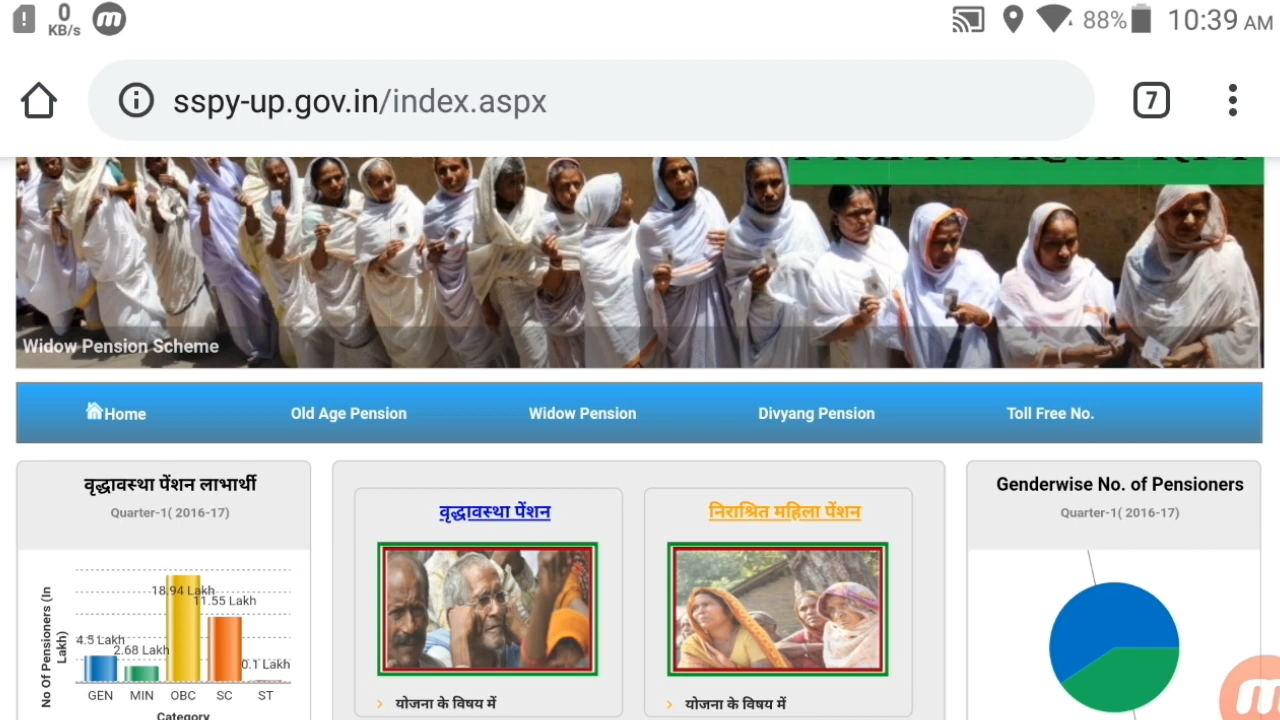 0
KB/s
88%
10:39 AM
sspy-up.gov.in/index.aspx
7
Widow Pension Scheme
Home
Old Age Pension
Widow Pension
Divyang Pension
Toll Free No.
वृद्धावस्था पेंशन लाभार्थी
Quarter-1( 2016-17)
No Of Pensioners (In
Lakh)
4.5 Lakh
2.68 Lakh
18.94 Lakh
11.55 Lakh
0.1 Lakh
GEN
MIN
OBC
SC
ST
Category
वृद्धावस्था पेंशन
योजना के विषय में
निराश्रित महिला पेंशन
योजना के विषय में
Genderwise No. of Pensioners
Quarter-1( 2016-17)